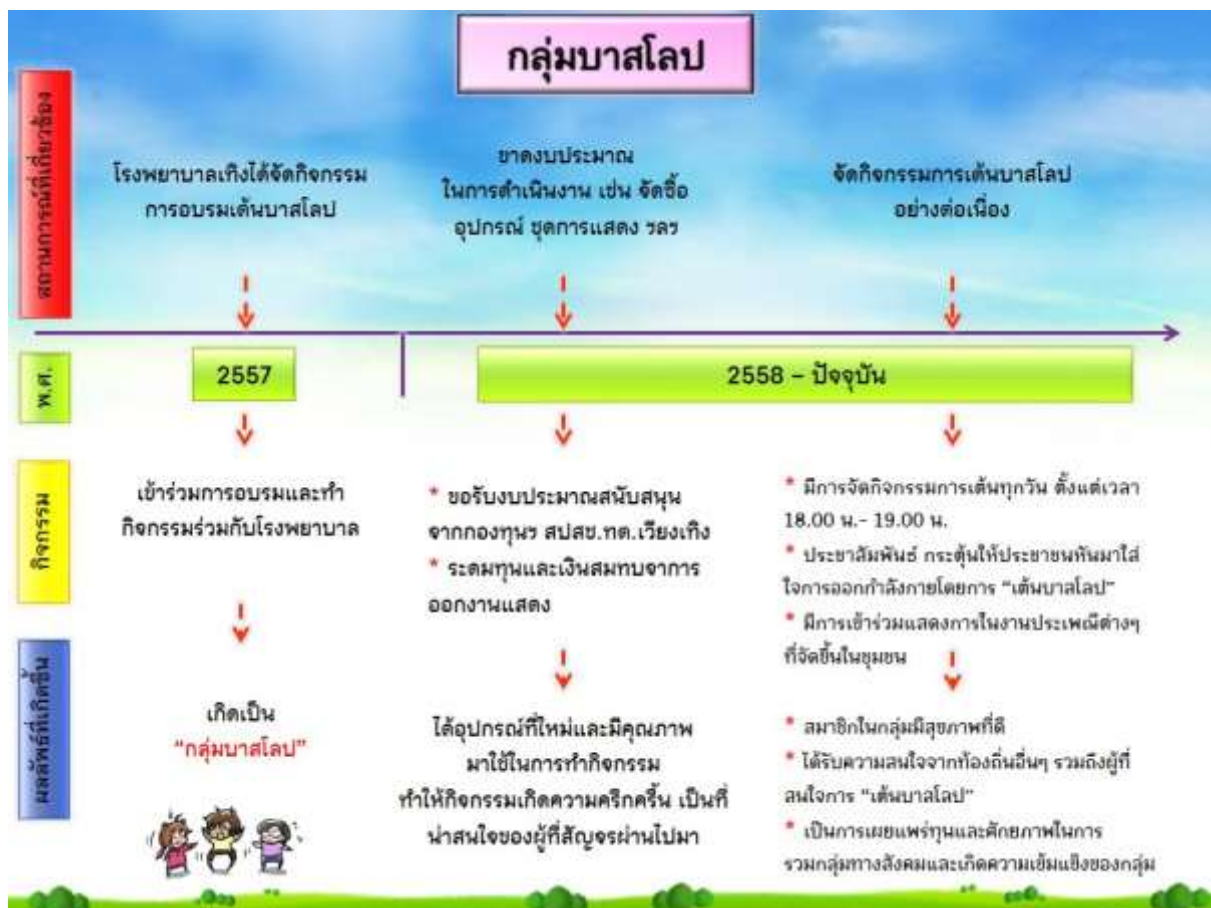 กลุ่มบาสโลป
สถานการณ์ที่เกี่ยวข้อง
โรงพยาบาลเทิงได้จัดกิจกรรม
การอบรมเต้นบาสโลป
ขาดงบประมาณ
ในการดำเนินงาน เช่น จัดซื้อ
อุปกรณ์ ชุดการแสดง ฯลฯ
จัดกิจกรรมการเต้นบาสโลป
อย่างต่อเนื่อง
พ.ศ.
2557
2558 – ปัจจุบัน
กิจกรรม
เข้าร่วมการอบรมและทำ
กิจกรรมร่วมกับโรงพยาบาล
* ขอรับงบประมาณสนับสนุน
จากกองทุนฯ สปสช.ทต.เวียงเทิง
* ระดมทุนและเงินสมทบจาการ
ออกงานแสดง
* มีการจัดกิจกรรมการเต้นทุกวัน ตั้งแต่เวลา
18.00 น.- 19.00 น.
* ประชาสัมพันธ์ กระตุ้นให้ประชาชนหันมาใส่
ใจการออกกำลังกายโดยการ “เต้นบาสโลป”
* มีการเข้าร่วมแสดงการในงานประเพณีต่างๆ
ที่จัดขึ้นในชุมชน
ผลลัพธ์ที่เกิดขึ้น
เกิดเป็น
“กลุ่มบาสโลป”
ได้อุปกรณ์ที่ใหม่และมีคุณภาพ
มาใช้ในการทำกิจกรรม
ทำให้กิจกรรมเกิดความครึกครื้น เป็นที่
น่าสนใจของผู้ที่สัญจรผ่านไปมา
* สมาชิกในกลุ่มมีสุขภาพที่ดี
* ได้รับความสนใจจากท้องถิ่นอื่นๆ รวมถึงผู้ที่
สนใจการ “เต้นบาสโลป”
* เป็นการเผยแพร่ทุนและศักยภาพในการ
รวมกลุ่มทางสังคมและเกิดความเข้มแข็งของกลุ่ม